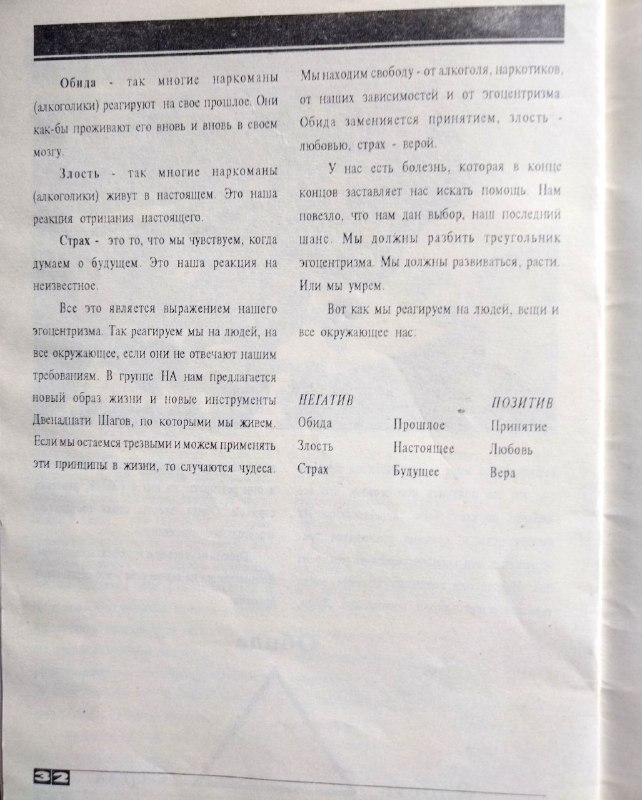 Обида - так многие наркоманы
(алкоголики) реагируют на свое прошлое. Они
как-бы проживают его вновь и вновь в своем
мозгу.
Злость - так многие наркоманы
(алкоголики) живут в настоящем. Это наша
реакция отрицания настоящего.
Страх - это то, что мы чувствуем, когда
думаем о будущем. Это наша реакция на
неизвестное.
Все это является выражением нашего
эгоцентризма. Так реагируем мы на людей, на
все окружающее, если они не отвечают нашим
требованиям. В группе НА нам предлагается
новый образ жизни и новые инструменты
Двенадцати Шагов, по которыми мы живем.
Если мы остаемся трезвыми и можем применять
эти принципы в жизни, то случаются чудеса.
Мы находим свободу - от алкоголя, наркотиков,
от наших зависимостей и от эгоцентризма.
Обида заменияется принятием, злость -
любовью, страх - верой.
У нас есть болезнь, которая в конце
концов заставляет нас искать помощь. Нам
повезло, что нам дан выбор, наш последний
шанс. Мы должны разбить треугольник
эгоцентризма. Мы должны развиваться, расти.
Или мы умрем.
Вот как мы реагируем на людей, вещи и
все окружающее нас.
НЕГАТИВ ПОЗИТИВ
Обида Прошлое Принятие
Злость Настоящее Любовь
Страх Будущее Вера
Обида
32